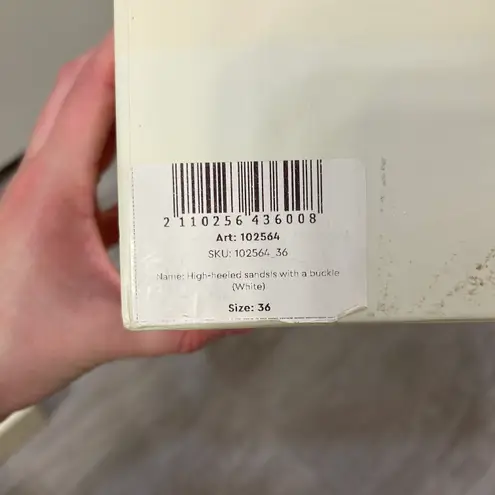 2 110256 436008
Art: 102564
SKU: 102564_36
Name: High-heeled sandals with a buckle
(White)
Size: 36